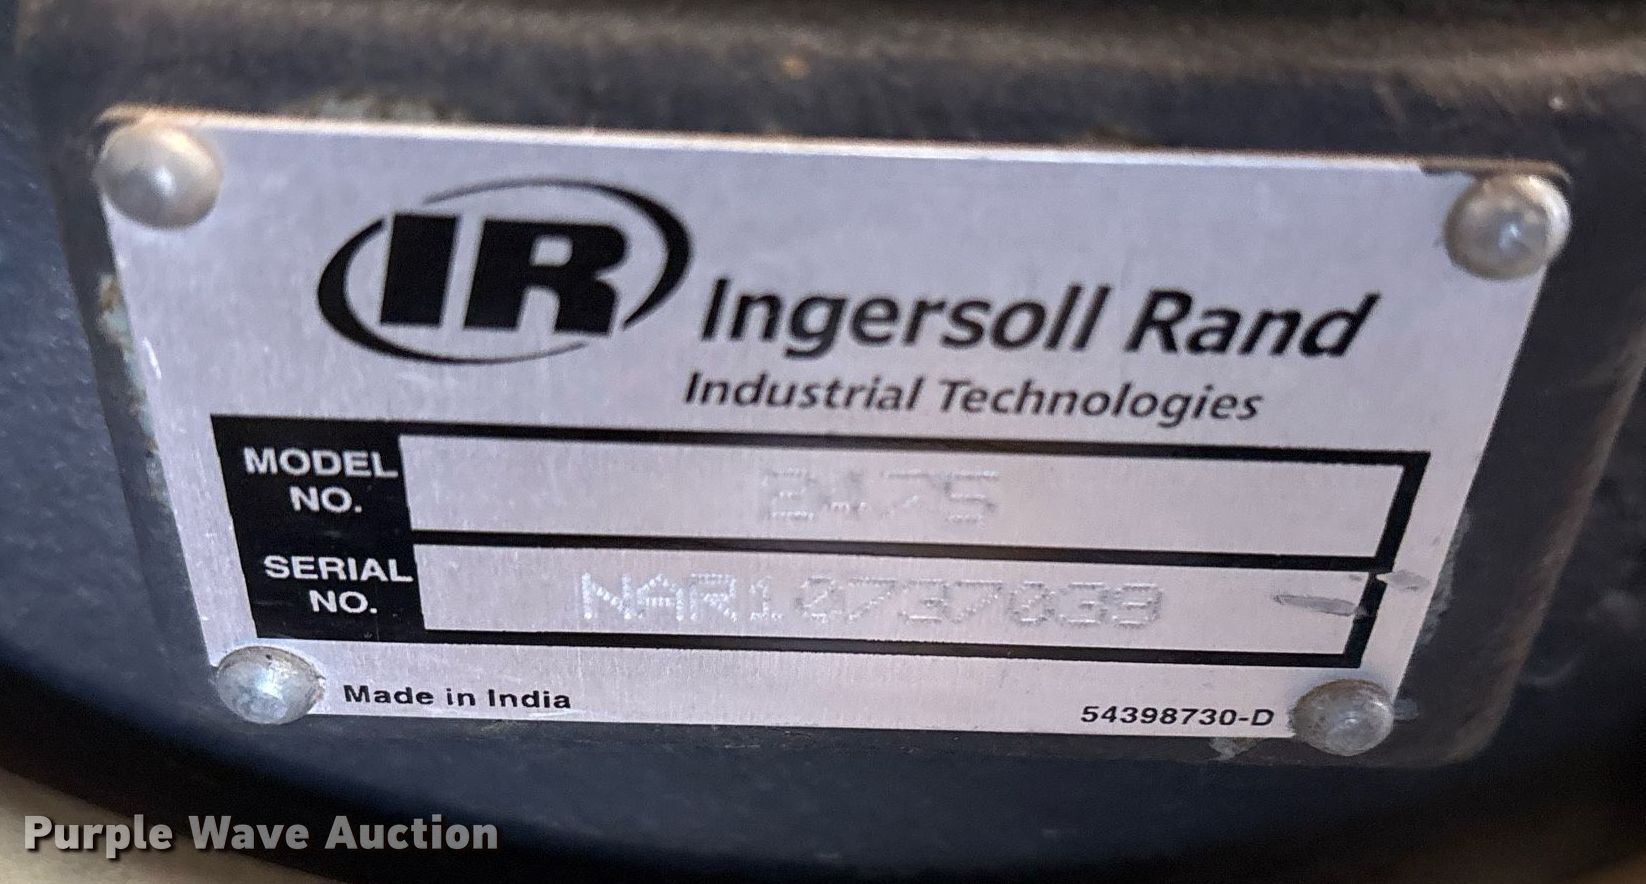 IR Ingersoll Rand
Industrial Technologies
MODEL NO.
2475
SERIAL NO.
NAR10737039
Made in India
54398730-D
Purple Wave Auction